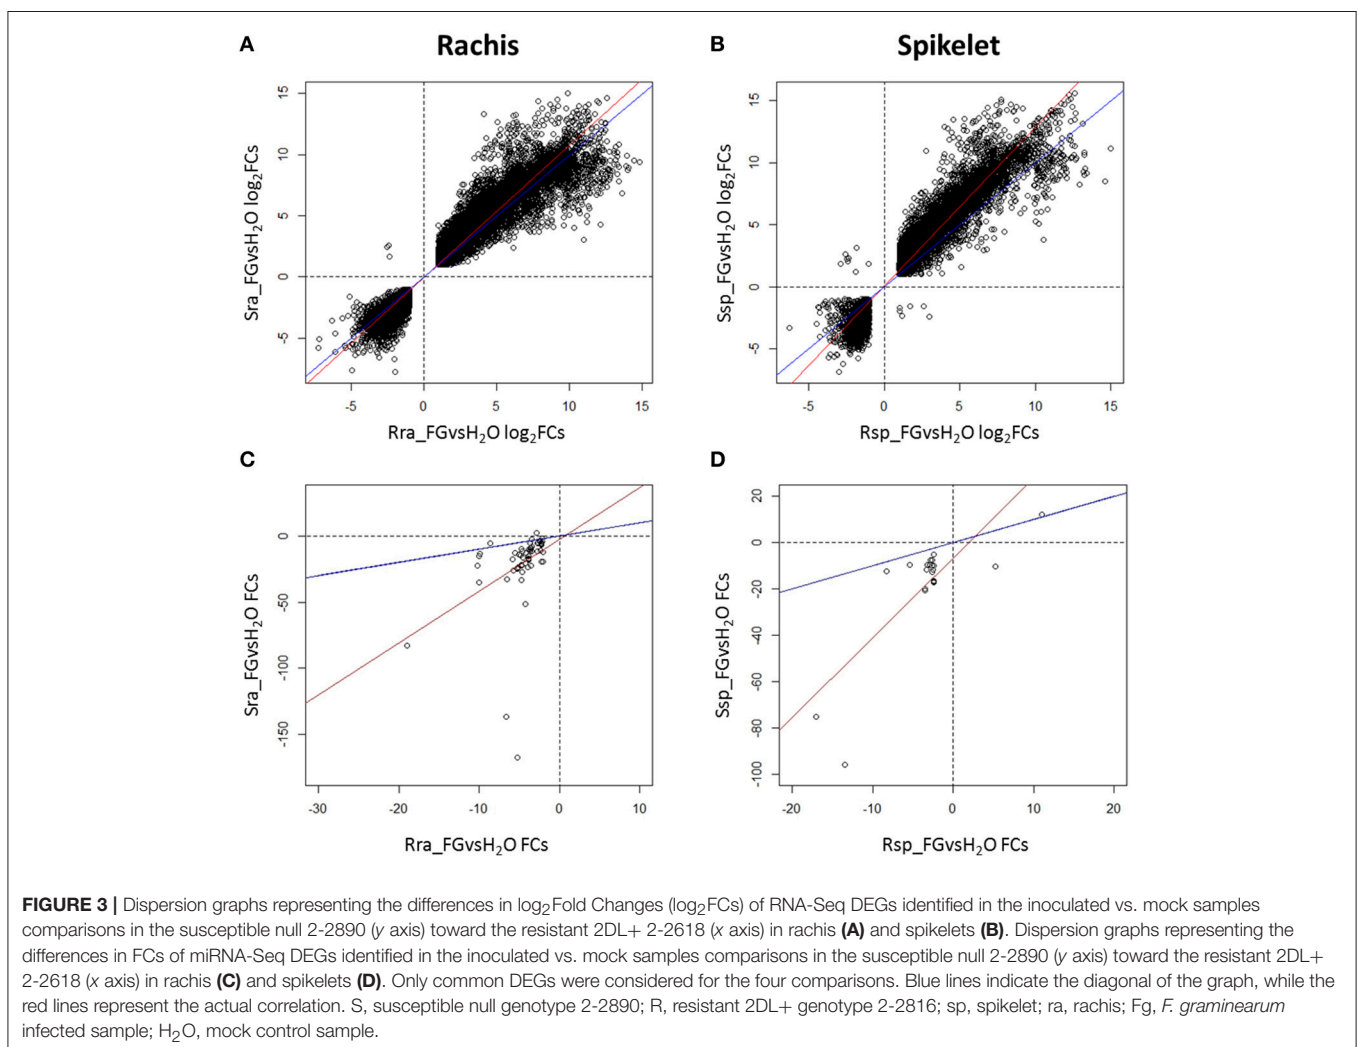 A
Rachis
B
Spikelet
15
10
5
0
-5
Sra_FGvsH2O log2FCs
-5 0 5 10 15
Rra_FGvsH2O log2FCs
15
10
5
0
-5
Ssp_FGvsH2O log2FCs
-5 0 5 10 15
Rsp_FGvsH2O log2FCs
C
0
-50
-100
-150
Sra_FGvsH2O FCs
-30 -20 -10 0 10
Rra_FGvsH2O FCs
D
20
0
-20
-40
-60
-80
-100
Ssp_FGvsH2O FCs
-20 -10 0 10 20
Rsp_FGvsH2O FCs
FIGURE 3 | Dispersion graphs representing the differences in log2Fold Changes (log2FCs) of RNA-Seq DEGs identified in the inoculated vs. mock samples
comparisons in the susceptible null 2-2890 (y axis) toward the resistant 2DL+ 2-2618 (x axis) in rachis (A) and spikelets (B). Dispersion graphs representing the
differences in FCs of miRNA-Seq DEGs identified in the inoculated vs. mock samples comparisons in the susceptible null 2-2890 (y axis) toward the resistant 2DL+
2-2618 (x axis) in rachis (C) and spikelets (D). Only common DEGs were considered for the four comparisons. Blue lines indicate the diagonal of the graph, while the
red lines represent the actual correlation. S, susceptible null genotype 2-2890; R, resistant 2DL+ genotype 2-2816; sp, spikelet; ra, rachis; Fg, F. graminearum
infected sample; H2O, mock control sample.